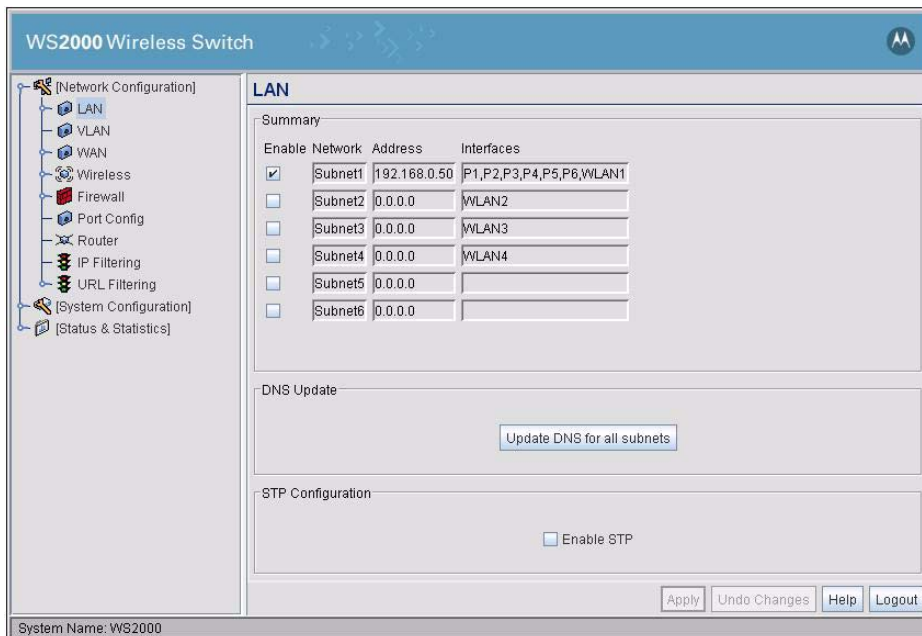 WS2000 Wireless Switch
[Network Configuration]
LAN
VLAN
WAN
Wireless
Firewall
Port Config
Router
IP Filtering
URL Filtering
[System Configuration]
[Status & Statistics]
LAN
Summary
Enable Network Address Interfaces
Subnet1 192.168.0.50 P1,P2,P3,P4,P5,P6,WLAN1
Subnet2 0.0.0.0 WLAN2
Subnet3 0.0.0.0 WLAN3
Subnet4 0.0.0.0 WLAN4
Subnet5 0.0.0.0
Subnet6 0.0.0.0
DNS Update
Update DNS for all subnets
STP Configuration
Enable STP
Apply Undo Changes Help Logout
System Name: WS2000